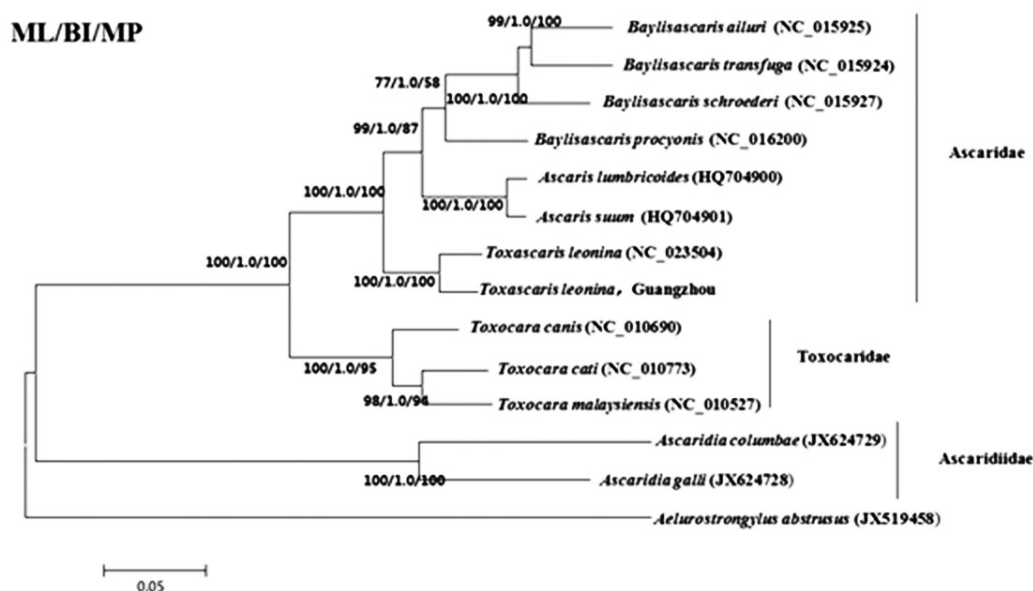 ML/BI/MP
99/1.0/100
Baylisascaris ailuri (NC_015925)
77/1.0/58
Baylisascaris transfuga (NC_015924)
100/1.0/100
Baylisascaris schroederi (NC_015927)
99/1.0/87
Baylisascaris procyonis (NC_016200)
Ascaridae
100/1.0/100
Ascaris lumbricoides (HQ704900)
100/1.0/100
Ascaris suum (HQ704901)
100/1.0/100
Toxascaris leonina (NC_023504)
100/1.0/100
Toxascaris leonina, Guangzhou
Toxocara canis (NC_010690)
100/1.0/95
Toxocara cati (NC_010773)
Toxocaridae
98/1.0/94
Toxocara malaysiensis (NC_010527)
Ascaridia columbae (JX624729)
Ascaridiidae
100/1.0/100
Ascaridia galli (JX624728)
Aelurostrongylus abstrusus (JX519458)
0.05